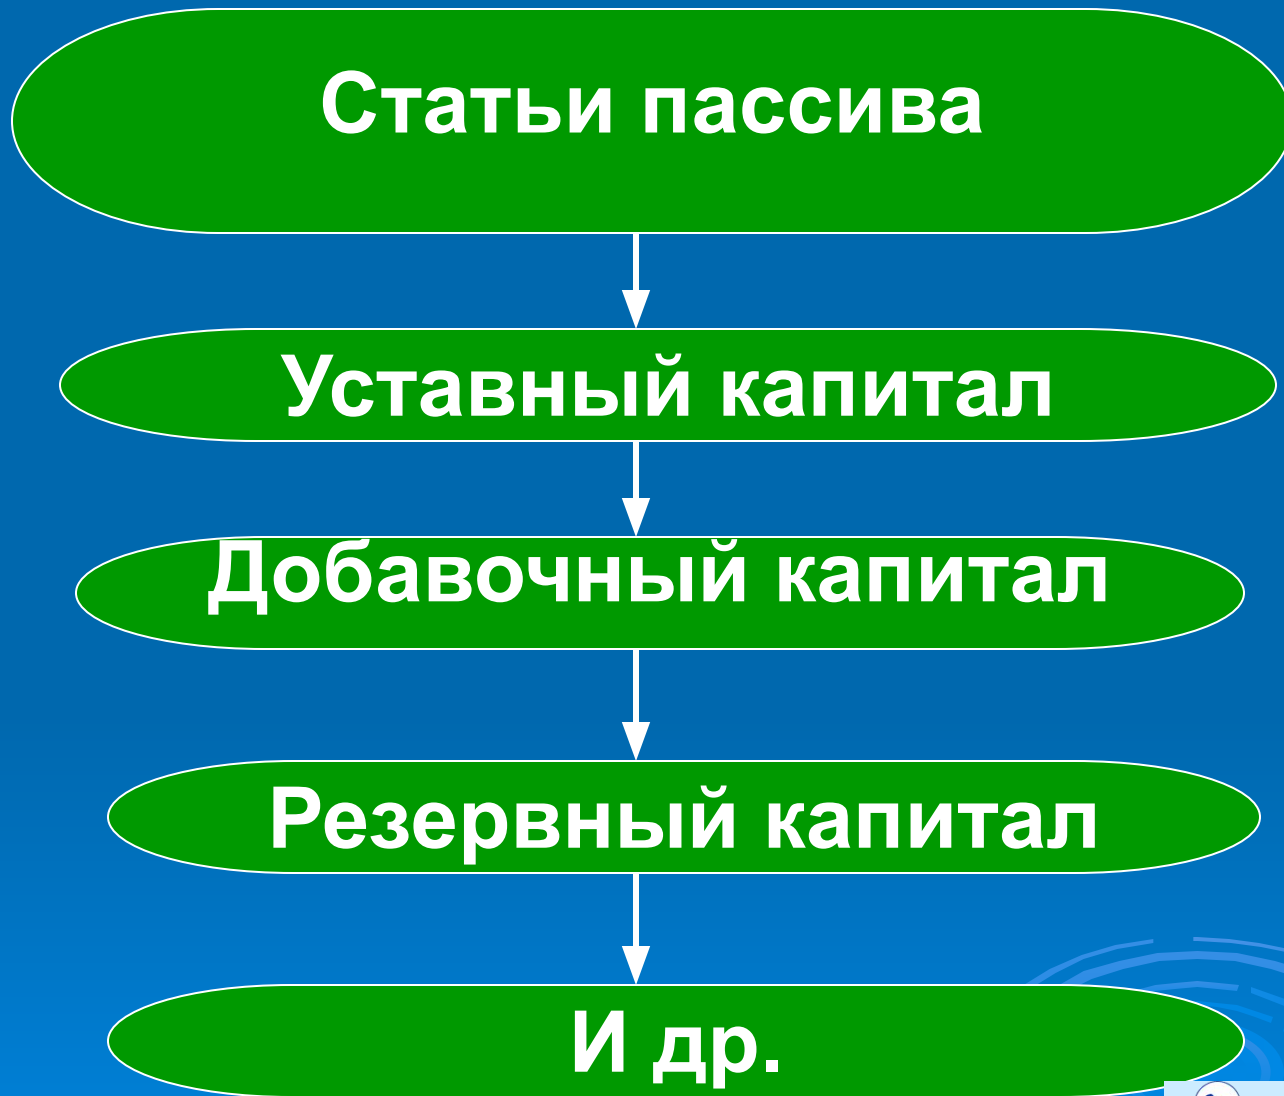 Статьи пассива
Уставный капитал
Добавочный капитал
Резервный капитал
И др.